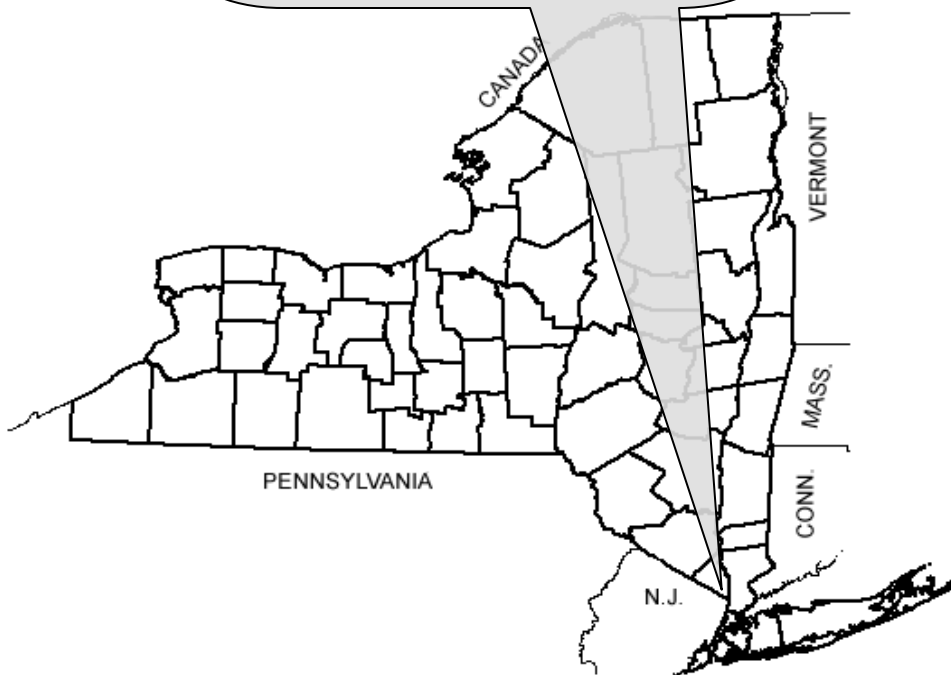 CANADA
VERMONT
MASS.
PENNSYLVANIA
CONN.
N.J.